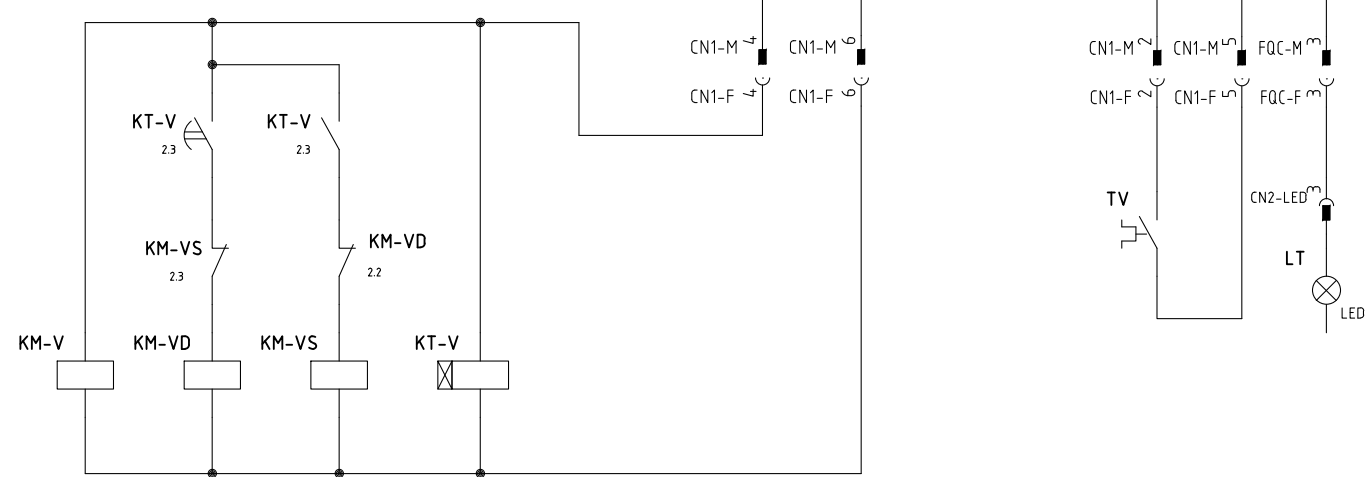 CN1-M 4
CN1-M 6
CN1-M 2
CN1-M 5
FQC-M 3
CN1-F 4
CN1-F 6
CN1-F 2
CN1-F 5
FQC-F 3
KT-V
2.3
KT-V
2.3
TV
CN2-LED 3
KM-VS
2.3
KM-VD
2.2
LT
LED
KM-V
KM-VD
KM-VS
KT-V